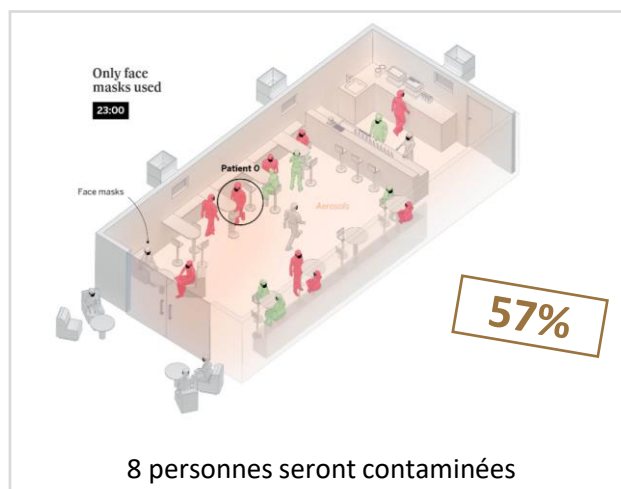 Only face
masks used
23:00
Patient 0
Face masks
Aerosols
57%
8 personnes seront contaminées